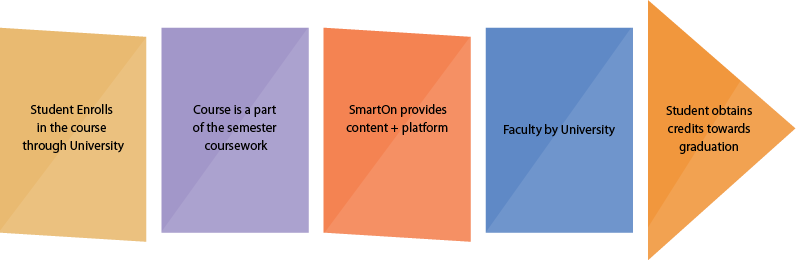 Student Enrolls
in the course
through University
Course is a part
of the semester
coursework
SmartOn provides
content + platform
Faculty by University
Student obtains
credits towards
graduation